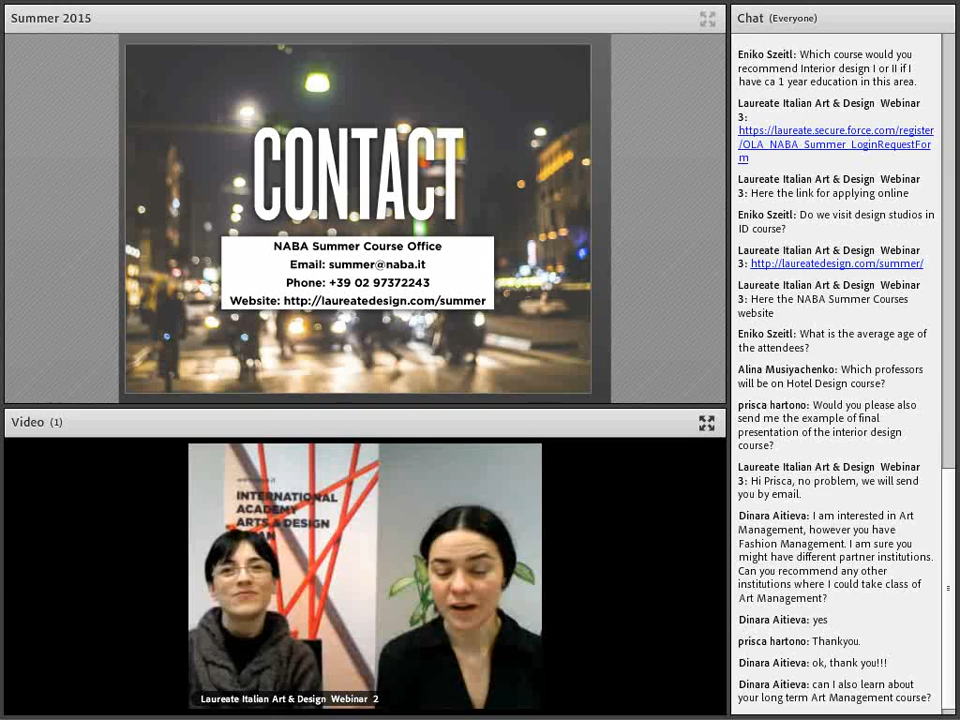 Summer 2015
CONTACT
NABA Summer Course Office
Email: summer@naba.it
Phone: +39 02 97372243
Website: http://laureatedesign.com/summer
Video (1)
INTERNATIONAL
ACADEMY
ARTS & DESIGN
Laureate Italian Art & Design Webinar 2
Chat (Everyone)
Eniko Szeitl: Which course would you
recommend Interior design I or II if I
have ca 1 year education in this area.
Laureate Italian Art & Design Webinar
3:
https://laureate.secure.force.com/register
/OLA_NABA_Summer_LoginRequestFor
m
Laureate Italian Art & Design Webinar
3: Here the link for applying online
Eniko Szeitl: Do we visit design studios in
ID course?
Laureate Italian Art & Design Webinar
3: http://laureatedesign.com/summer/
Laureate Italian Art & Design Webinar
3: Here the NABA Summer Courses
website
Eniko Szeitl: What is the average age of
the attendees?
Alina Musiyachenko: Which professors
will be on Hotel Design course?
prisca hartono: Would you please also
send me the example of final
presentation of the interior design
course?
Laureate Italian Art & Design Webinar
3: Hi Prisca, no problem, we will send
you by email.
Dinara Aitieva: I am interested in Art
Management, however you have
Fashion Management. I am sure you
might have different partner institutions.
Can you recommend any other
institutions where I could take class of
Art Management?
Dinara Aitieva: yes
prisca hartono: Thankyou.
Dinara Aitieva: ok, thank you!!!
Dinara Aitieva: can I also learn about
your long term Art Management course?